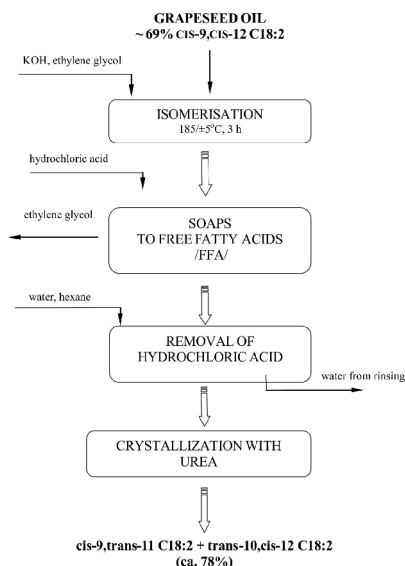 GRAPESEED OIL
~ 69% CIS-9,CIS-12 C18:2
KOH, ethylene glycol
ISOMERISATION
185/±5°C, 3 h
hydrochloric acid
ethylene glycol
SOAPS
TO FREE FATTY ACIDS
/FFA/
water, hexane
REMOVAL OF
HYDROCHLORIC ACID
water from rinsing
CRYSTALLIZATION WITH
UREA
cis-9,trans-11 C18:2 + trans-10,cis-12 C18:2
(ca. 78%)